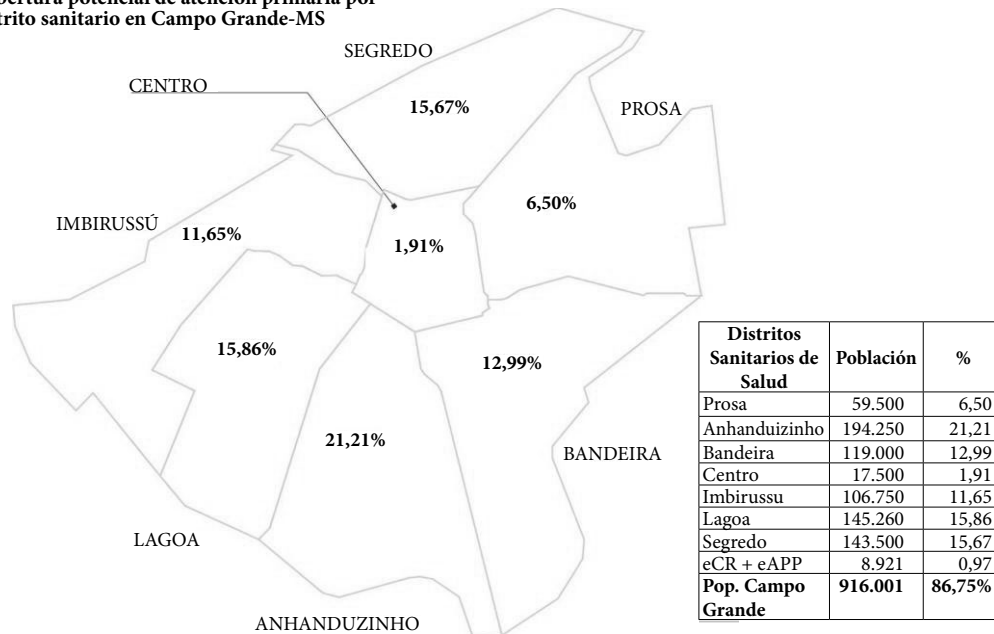 atención primaria por
trito sanitario en Campo Grande-MS
SEGREDO
CENTRO
15,67%
PROSA
6,50%
IMBIRUSSÚ
11,65%
1,91%
15,86%
12,99%
21,21%
BANDEIRA
LAGOA
ANHANDUZINHO
Distritos
Sanitarios de
Salud
Población
%
Prosa 59.500 6,50
Anhanduizinho 194.250 21,21
Bandeira 119.000 12,99
Centro 17.500 1,91
Imbirussu 106.750 11,65
Lagoa 145.260 15,86
Segredo 143.500 15,67
eCR + eAPP 8.921 0,97
Pop. Campo 916.001 86,75%
Grande